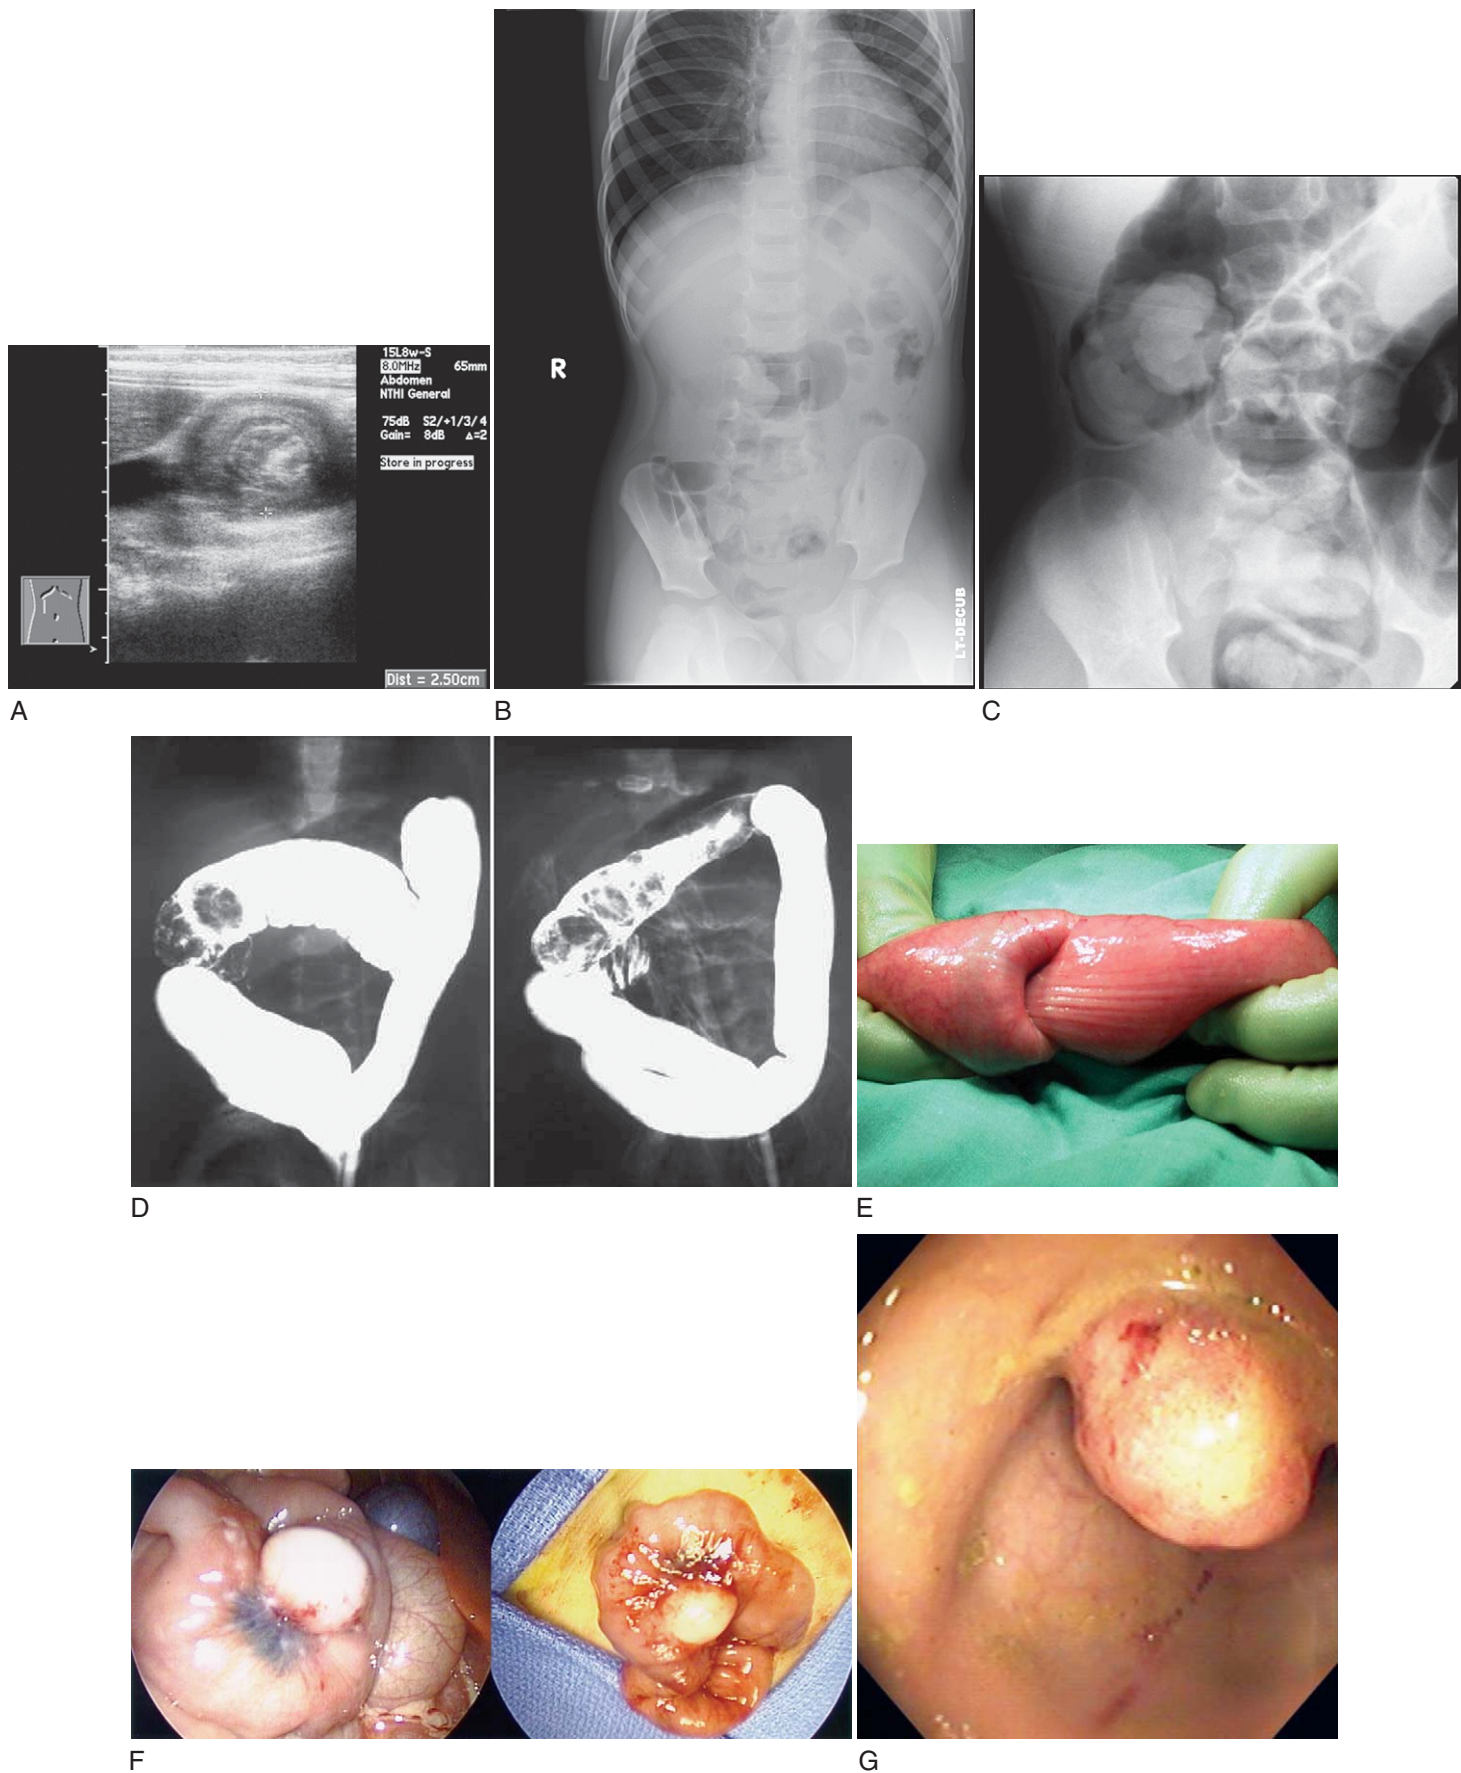 15L8w-S
8.0MHz 65mm
Abdomen
NTHI General
75dB S2/+1/3/4
Gain= 8dB Δ=2
Store in progress
Dist = 2.50cm
R
LT-DECUB
A
B
C
D
E
F
G